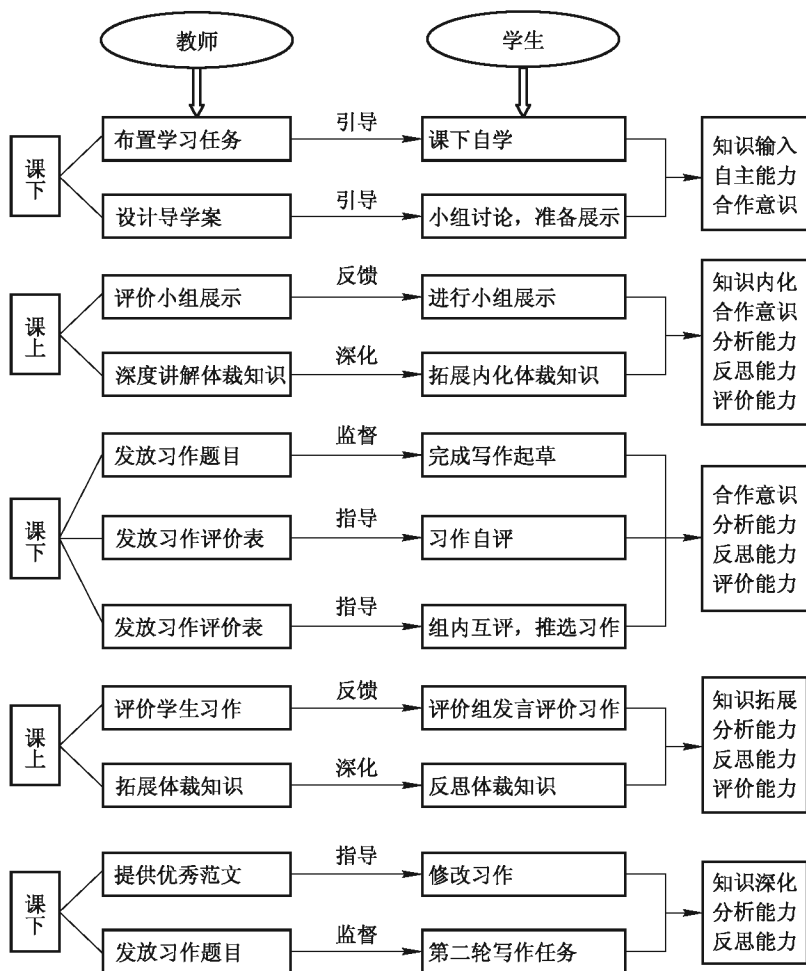 教师
学生
课下
布置学习任务
引导
课下自学
设计导学案
引导
小组讨论，准备展示
知识输入
自主能力
合作意识
课上
评价小组展示
反馈
进行小组展示
深度讲解体裁知识
深化
拓展内化体裁知识
知识内化
合作意识
分析能力
反思能力
评价能力
课下
发放习作题目
监督
完成写作起草
发放习作评价表
指导
习作自评
发放习作评价表
指导
组内互评，推选习作
合作意识
分析能力
反思能力
评价能力
课上
评价学生习作
反馈
评价组发言评价习作
拓展体裁知识
深化
反思体裁知识
知识拓展
分析能力
反思能力
评价能力
课下
提供优秀范文
指导
修改习作
发放习作题目
监督
第二轮写作任务
知识深化
分析能力
反思能力